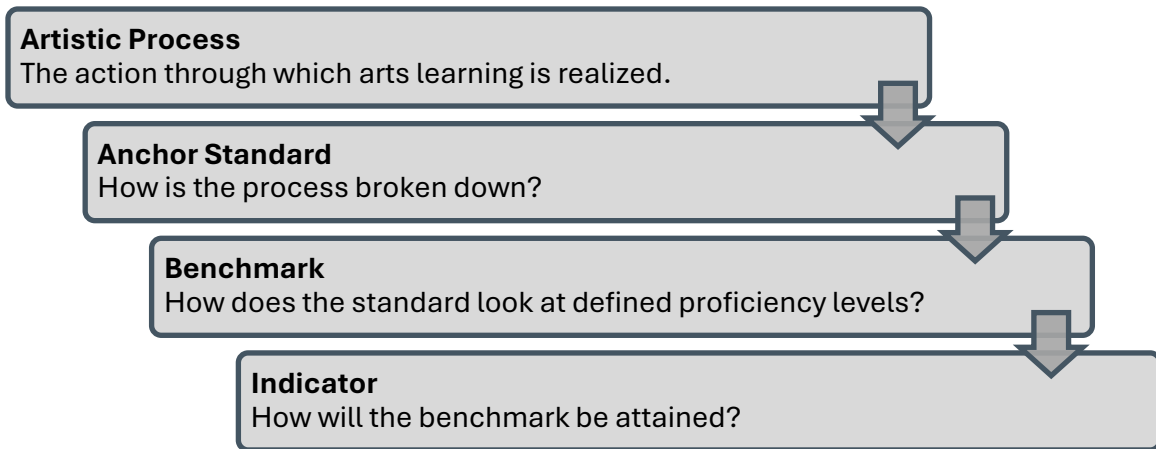 Artistic Process
The action through which arts learning is realized.
Anchor Standard
How is the process broken down?
Benchmark
How does the standard look at defined proficiency levels?
Indicator
How will the benchmark be attained?